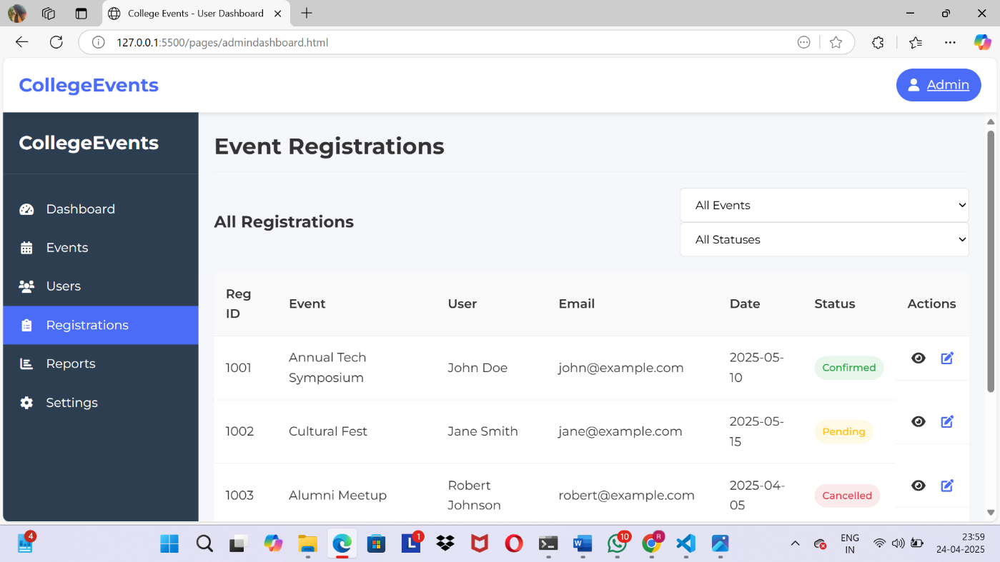 College Events - User Dashboard
127.0.0.1:5500/pages/admindashboard.html
CollegeEvents
Admin
CollegeEvents
Dashboard
Events
Users
Registrations
Reports
Settings
Event Registrations
All Registrations
All Events
All Statuses
Reg ID Event User Email Date Status Actions
1001 Annual Tech Symposium John Doe john@example.com 2025-05-10 Confirmed
1002 Cultural Fest Jane Smith jane@example.com 2025-05-15 Pending
1003 Alumni Meetup Robert Johnson robert@example.com 2025-04-05 Cancelled
4
1
10
R
ENG
IN
23:59
24-04-2025